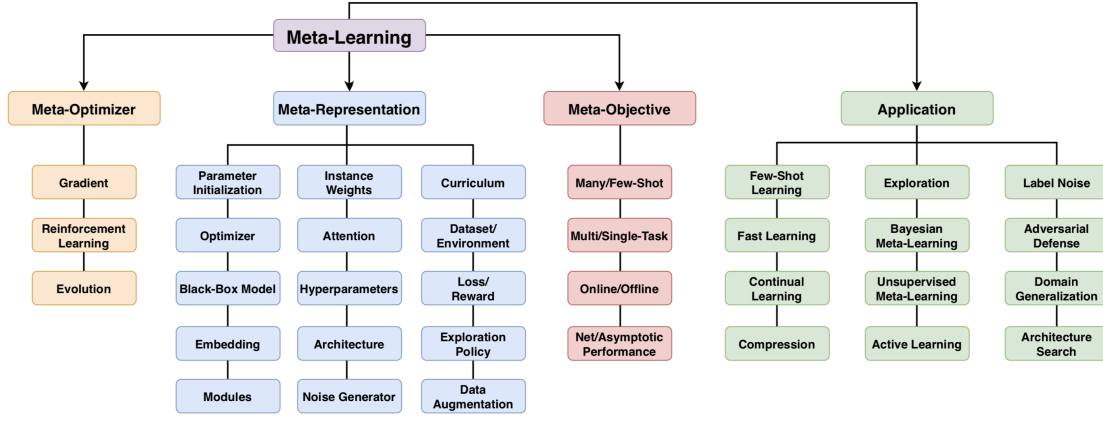 Meta-Learning
Meta-Optimizer
Meta-Representation
Meta-Objective
Application
Gradient
Reinforcement
Learning
Evolution
Parameter
Initialization
Optimizer
Black-Box Model
Embedding
Modules
Instance
Weights
Attention
Hyperparameters
Architecture
Noise Generator
Curriculum
Dataset/
Environment
Loss/
Reward
Exploration
Policy
Data
Augmentation
Many/Few-Shot
Multi/Single-Task
Online/Offline
Net/Asymptotic
Performance
Few-Shot
Learning
Fast Learning
Continual
Learning
Compression
Exploration
Bayesian
Meta-Learning
Unsupervised
Meta-Learning
Active Learning
Label Noise
Adversarial
Defense
Domain
Generalization
Architecture
Search